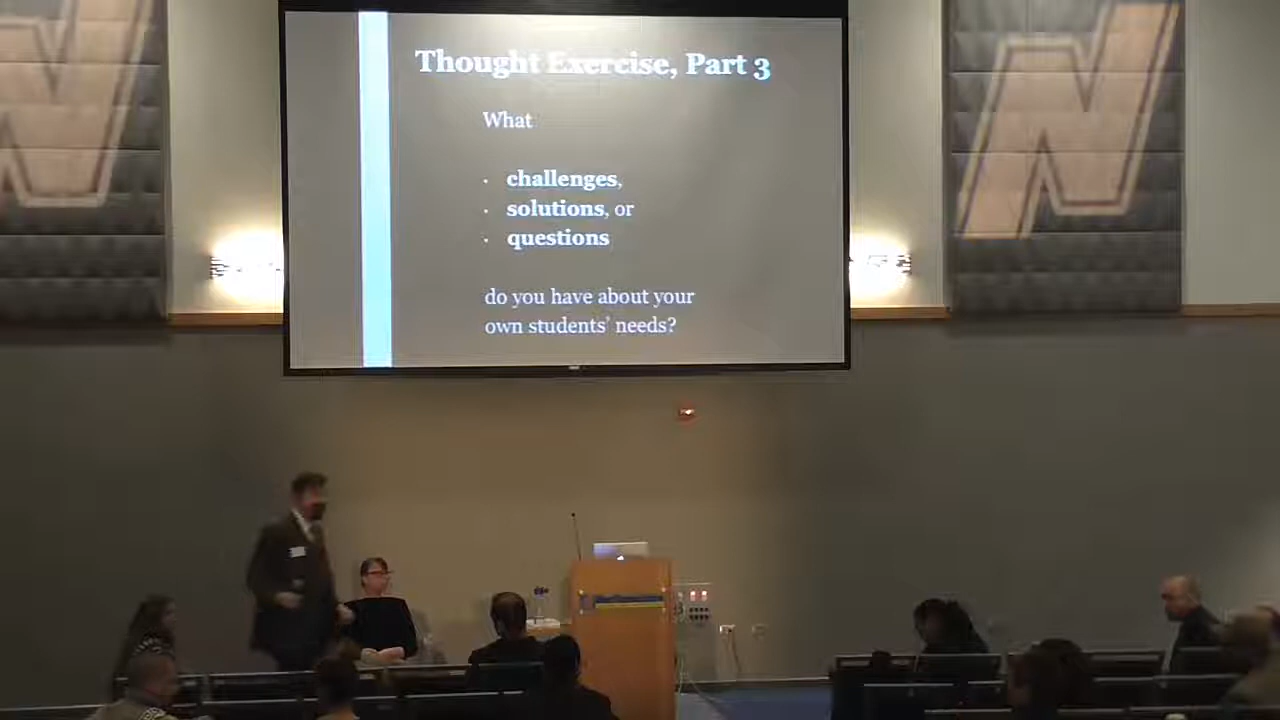 Thought Exercise, Part 3
What
· challenges,
· solutions, or
· questions
do you have about your
own students' needs?
N
N